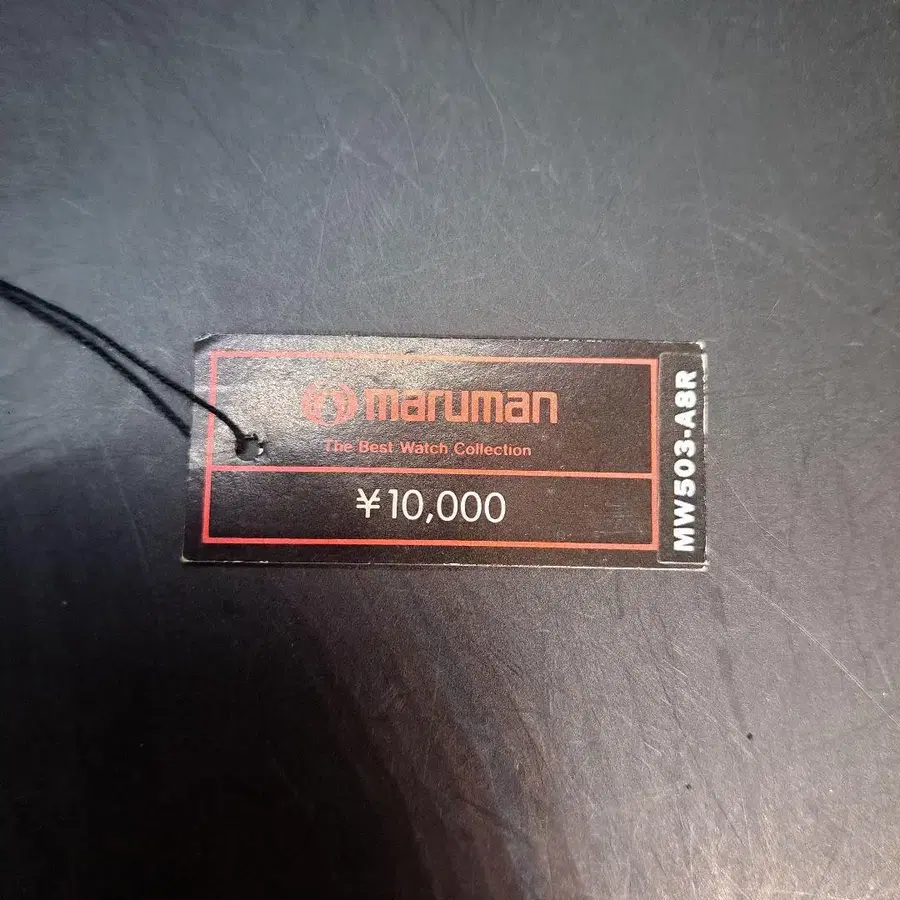 maruman
The Best Watch Collection
¥10,000
MW503-A8R